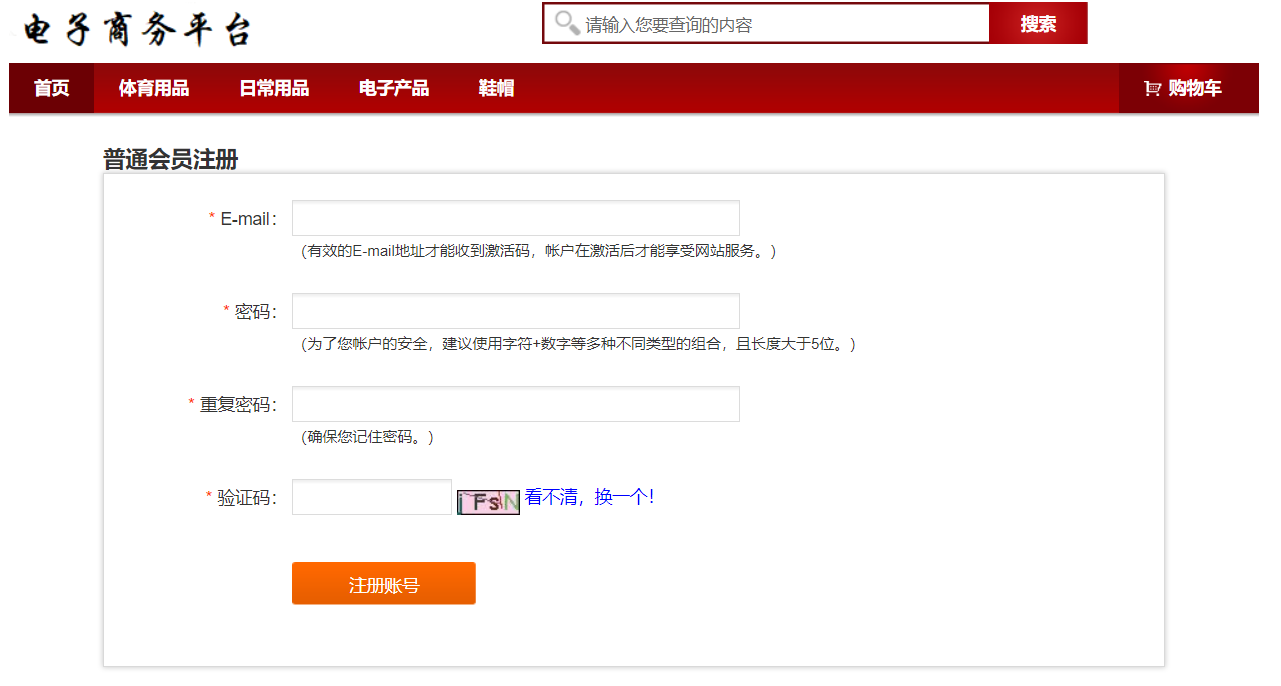 电子商务平台
请输入您要查询的内容 搜索
首页 体育用品 日常用品 电子产品 鞋帽 购物车
普通会员注册
* E-mail：
（有效的E-mail地址才能收到激活码，帐户在激活后才能享受网站服务。）
* 密码：
（为了您帐户的安全，建议使用字符+数字等多种不同类型的组合，且长度大于5位。）
* 重复密码：
（确保您记住密码。）
* 验证码： iFsN 看不清，换一个！
注册账号